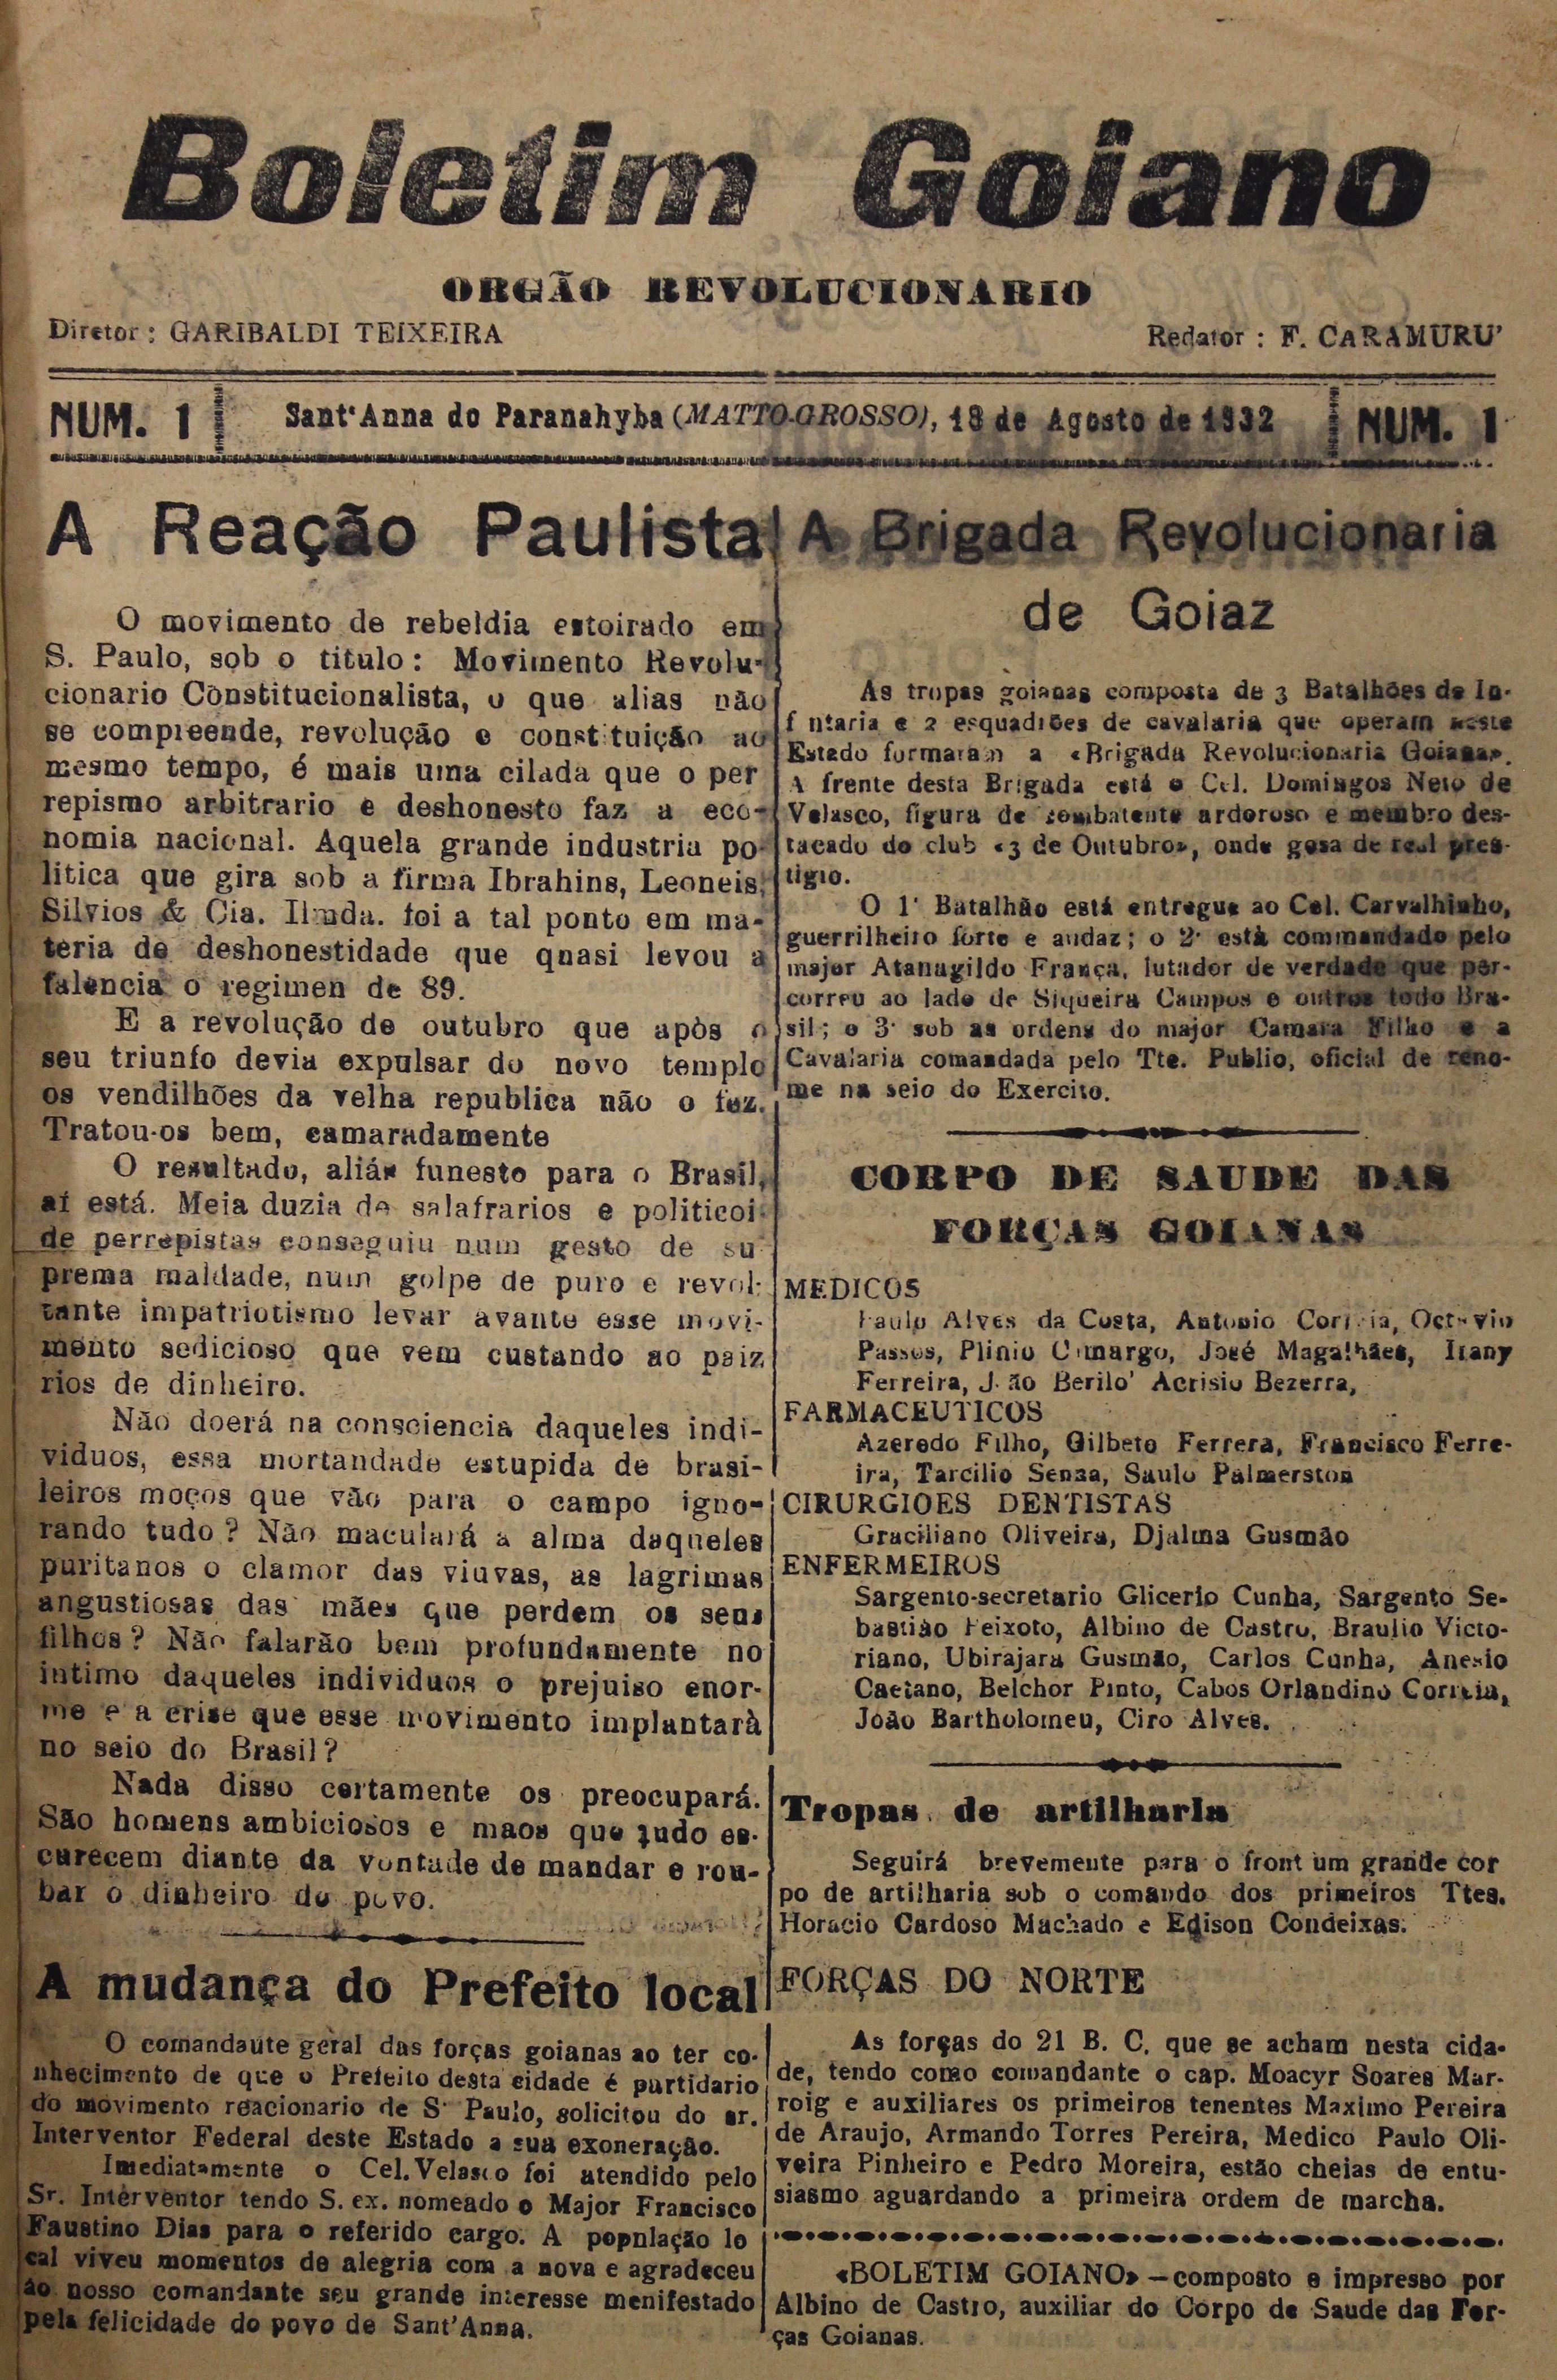 Boletim Goiano
ORGÃO REVOLUCIONARIO
Diretor: GARIBALDI TEIXEIRA
Redator: F. CARAMURU'
NUM. 1
Sant'Anna do Paranahyba (MATTO-GROSSO), 18 de Agosto de 1932
NUM. 1
A Reação Paulista
O movimento de rebeldia estoirado em
S. Paulo, sob o titulo: Movimento Revolu-
cionario Constitucionalista, o que alias não
se compreende, revolução e constituição ao
mesmo tempo, é mais uma cilada que o per
repismo arbitrario e deshonesto faz a eco-
nomia nacional. Aquela grande industria po-
litica que gira sob a firma Ibrahins, Leoneis,
Silvios & Cia. Ilmda. foi a tal ponto em ma-
teria de deshonestidade que quasi levou a
falencia o regimen de 89.
E a revolução de outubro que após o
seu triunfo devia expulsar do novo templo
os vendilhões da velha republica não o fez.
Tratou-os bem, camaradamente
O resultado, aliás funesto para o Brasil,
aí está. Meia duzia de salafrarios e politicoi-
de perrepistas conseguiu num gesto de su
prema maldade, num golpe de puro e revol-
tante impatriotismo levar avante esse movi-
mento sedicioso que vem custando ao paiz
rios de dinheiro.
Não doerá na consciencia daqueles indi-
viduos, essa mortandade estupida de brasi-
leiros moços que vão para o campo igno-
rando tudo? Não maculará a alma daqueles
puritanos o clamor das viuvas, as lagrimas
angustiosas das mães que perdem os seus
filhos? Não falarão bem profundamente no
intimo daqueles individuos o prejuiso enor-
me e a crise que esse movimento implantarà
no seio do Brasil?
Nada disso certamente os preocupará.
São homens ambiciosos e maos que tudo es-
curecem diante da vontade de mandar e rou-
bar o dinheiro do povo.
A mudança do Prefeito local
O comandaute geral das forças goianas ao ter co-
nhecimento de que o Prefeito desta cidade é partidario
do movimento reacionario de S· Paulo, solicitou do sr.
Interventor Federal deste Estado a sua exoneração.
Imediatamente o Cel. Velasco foi atendido pelo
Sr. Interventor tendo S. ex. nomeado o Major Francisco
Faustino Dias para o referido cargo. A popnlação lo
cal viveu momentos de alegria com a nova e agradeceu
ao nosso comandante seu grande interesse menifestado
pela felicidade do povo de Sant'Anna.
A Brigada Revolucionaria
de Goiaz
As tropas goianas composta de 3 Batalhões de In-
f ntaria e 2 esquadrões de cavalaria que operam neste
Estado formaram a «Brigada Revolucionaria Goiana».
A frente desta Brigada está o Cel. Domingos Neto de
Velasco, figura de combatente ardoroso e membro des-
tacado do club «3 de Outubro», onde gosa de real pres-
tigio.
O 1· Batalhão está entregue ao Cel. Carvalhinho,
guerrilheiro forte e audaz; o 2· està commandado pelo
major Atanagildo França, lutador de verdade que per-
correu ao lado de Siqueira Campos e outros todo Bra-
sil; o 3· sob as ordens do major Camara Filho e a
Cavalaria comandada pelo Tte. Publio, oficial de reno-
me na seio do Exercito.
CORPO DE SAUDE DAS
FORÇAS GOIANAS
MEDICOS
Paulo Alves da Costa, Antonio Correia, Octavio
Passos, Plinio C margo, José Magalhães, Irany
Ferreira, J. ão Berilo' Acrisio Bezerra,
FARMACEUTICOS
Azeredo Filho, Gilbeto Ferrera, Francisco Ferre-
ira, Tarcilio Senna, Saulo Palmerston
CIRURGIOES DENTISTAS
Graciliano Oliveira, Djalma Gusmão
ENFERMEIROS
Sargento-secretario Glicerio Cunha, Sargento Se-
bastião Peixoto, Albino de Castro, Braulio Victo-
riano, Ubirajara Gusmão, Carlos Cunha, Anesio
Caetano, Belchor Pinto, Cabos Orlandino Correia,
João Bartholomeu, Ciro Alves.
Tropas de artilharia
Seguirá brevemente para o front um grande cor
po de artilharia sob o comando dos primeiros Ttes.
Horacio Cardoso Machado e Edison Condeixas.
FORÇAS DO NORTE
As forças do 21 B. C. que se acham nesta cida-
de, tendo como comandante o cap. Moacyr Soares Mar-
roig e auxiliares os primeiros tenentes Maximo Pereira
de Araujo, Armando Torres Pereira, Medico Paulo Oli-
veira Pinheiro e Pedro Moreira, estão cheias de entu-
siasmo aguardando a primeira ordem de marcha.
«BOLETIM GOIANO» —composto e impresso por
Albino de Castro, auxiliar do Corpo de Saude das For-
ças Goianas.